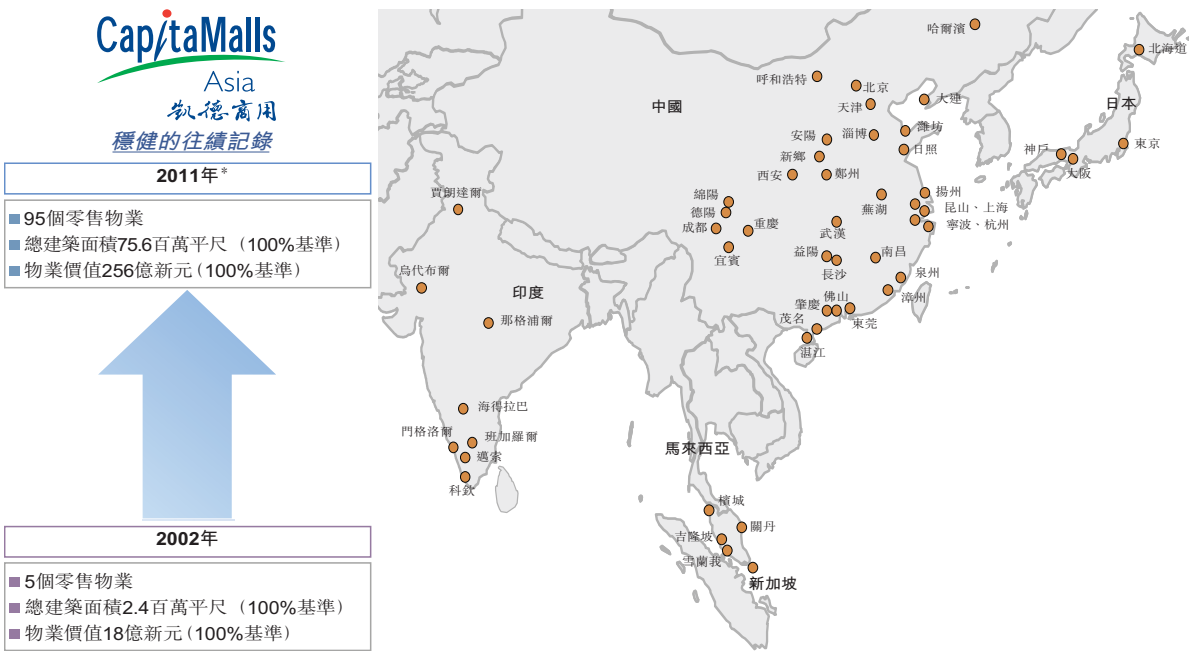 CapitaMalls
Asia
凱德商用
穩健的往續記錄
2011年*
95個零售物業
總建築面積75.6百萬平尺（100%基準）
物業價值256億新元（100%基準）
2002年
5個零售物業
總建築面積2.4百萬平尺（100%基準）
物業價值18億新元（100%基準）
哈爾濱
北海道
呼和浩特
北京
中國
天津
大連
日本
安陽
淄博
濰坊
新鄉
日照
神戶
東京
大阪
西安
鄭州
賈朗達爾
綿陽
揚州
德陽
蕪湖
昆山、上海
成都
重慶
武漢
寧波、杭州
宜賓
益陽
南昌
長沙
泉州
烏代布爾
印度
漳州
肇慶
佛山
那格浦爾
茂名
東莞
湛江
海得拉巴
門格洛爾
班加羅爾
邁索
馬來西亞
科欽
檳城
關丹
吉隆坡
雪蘭莪
新加坡